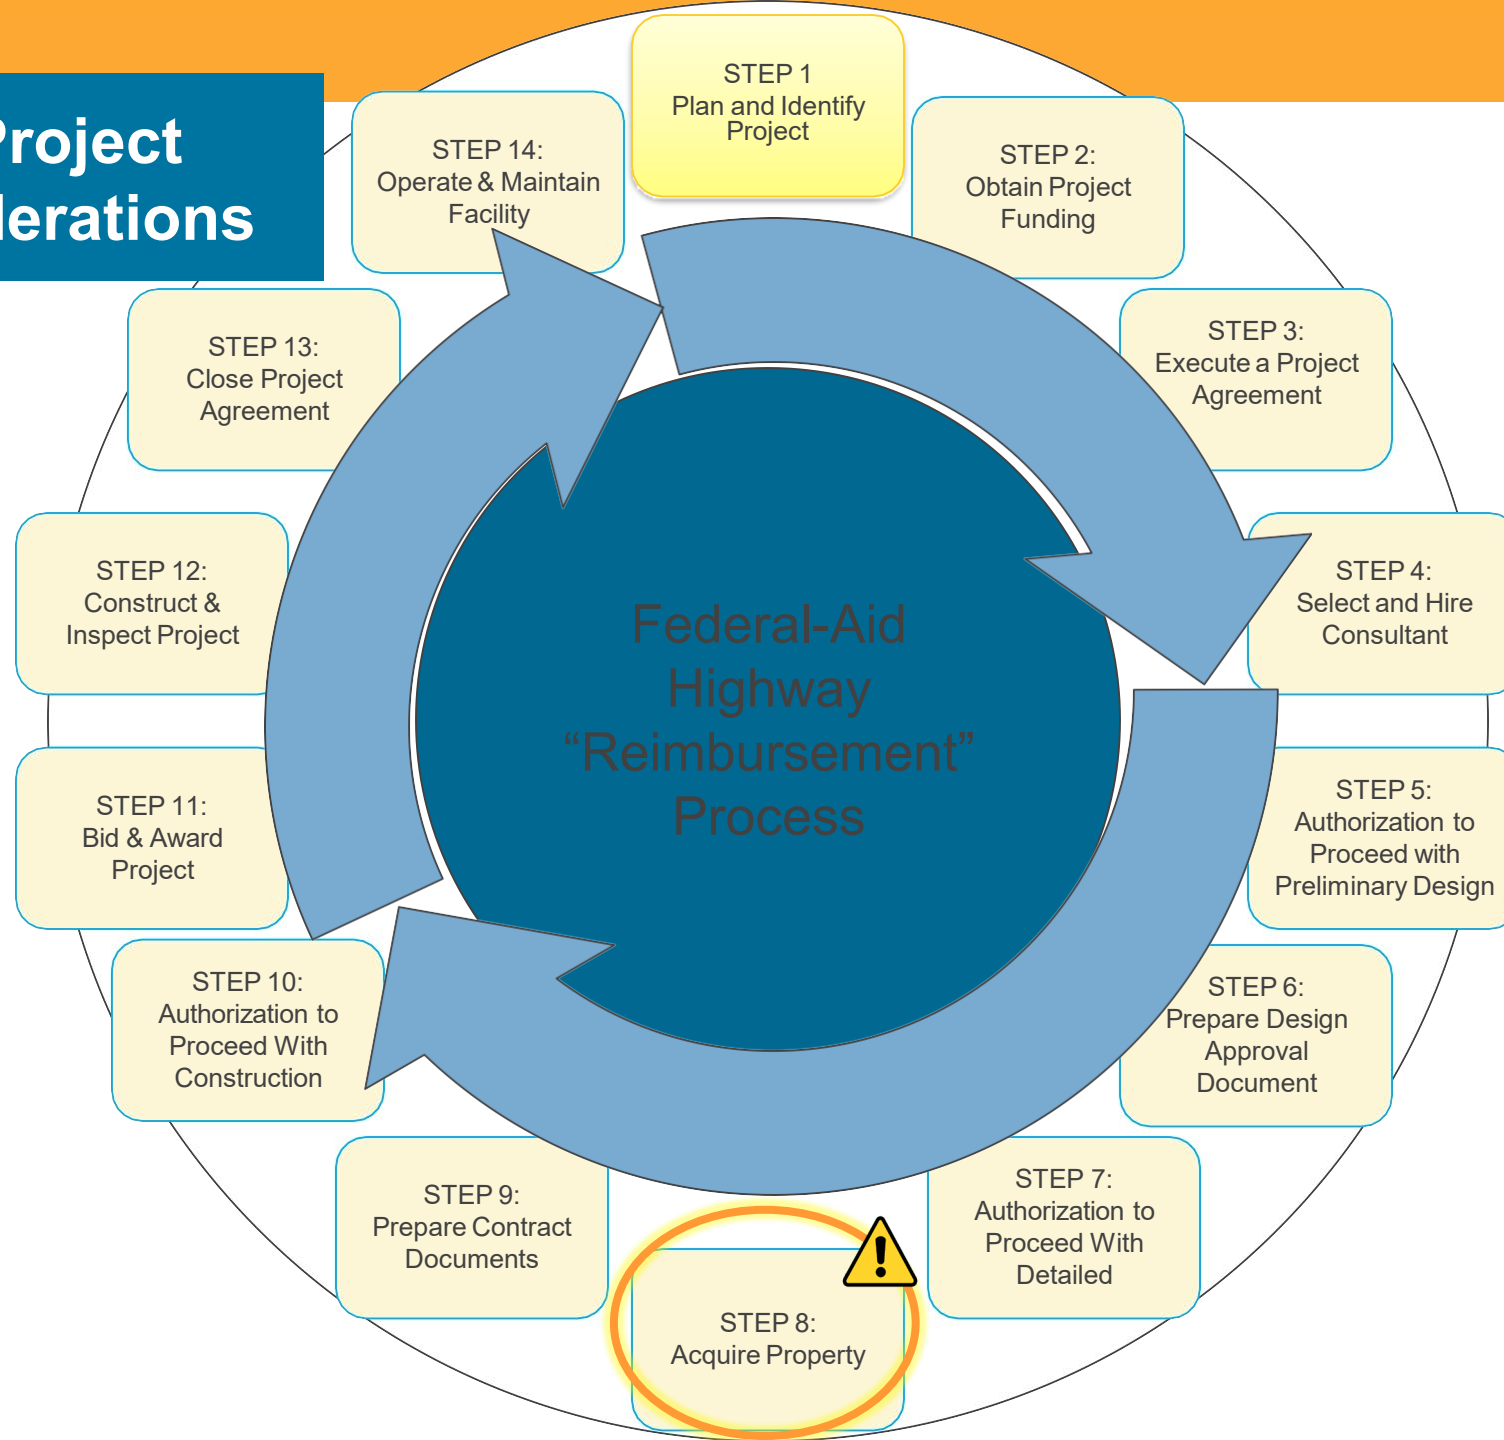 Project
derations
STEP 1
Plan and Identify
Project
STEP 2:
Obtain Project
Funding
STEP 3:
Execute a Project
Agreement
STEP 4:
Select and Hire
Consultant
STEP 5:
Authorization to
Proceed with
Preliminary Design
STEP 6:
Prepare Design
Approval
Document
STEP 7:
Authorization to
Proceed With
Detailed
STEP 8:
Acquire Property
STEP 9:
Prepare Contract
Documents
STEP 10:
Authorization to
Proceed With
Construction
STEP 11:
Bid & Award
Project
STEP 12:
Construct &
Inspect Project
STEP 13:
Close Project
Agreement
STEP 14:
Operate & Maintain
Facility
Federal-Aid
Highway
“Reimbursement”
Process